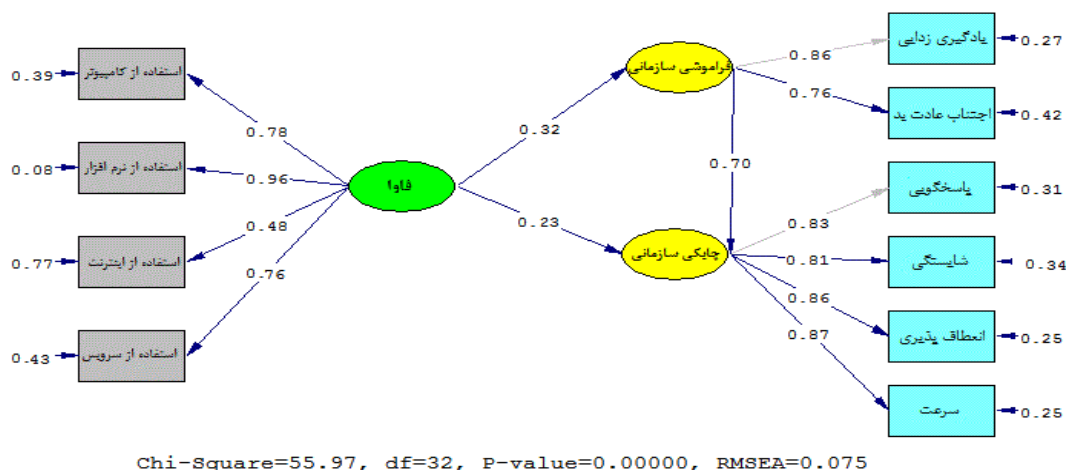 استفاده از کامپیوتر
0.39
0.78
استفاده از نرم افزار
0.08
0.96
استفاده از اینترنت
0.77
0.48
استفاده از سرویس
0.43
0.76
فاوا
0.32
0.23
فراموشی سازمانی
0.70
چابکی سازمانی
یادگیری زدایی
0.86
0.27
اجتناب عادت بد
0.76
0.42
پاسخگویی
0.83
0.31
شایستگی
0.81
0.34
انعطاف پذیری
0.86
0.25
سرعت
0.87
0.25
Chi-Square=55.97, df=32, P-value=0.00000, RMSEA=0.075